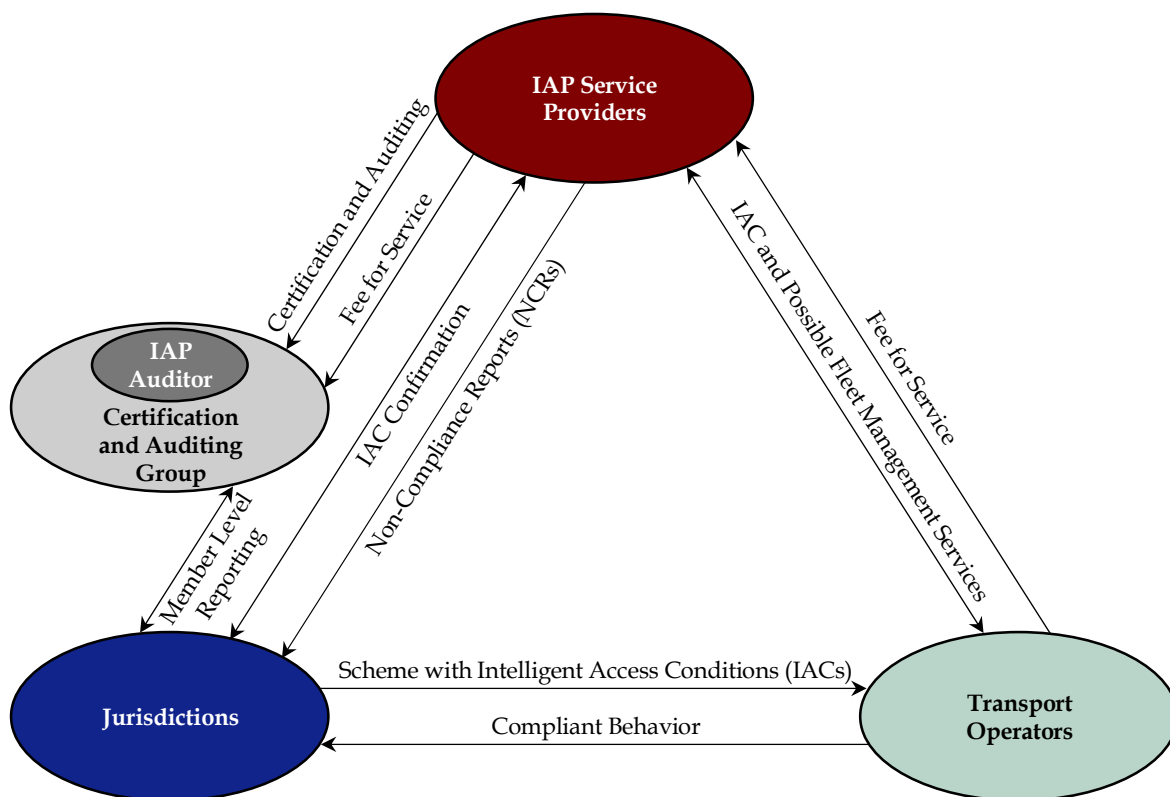 IAP Service
Providers
Certification and Auditing
Fee for Service
IAC Confirmation
Non-Compliance Reports (NCRs)
IAC and Possible Fleet Management Services
Fee for Service
IAP
Auditor
Certification
and Auditing
Group
Member Level
Reporting
Scheme with Intelligent Access Conditions (IACs)
Jurisdictions
Transport
Operators
Compliant Behavior